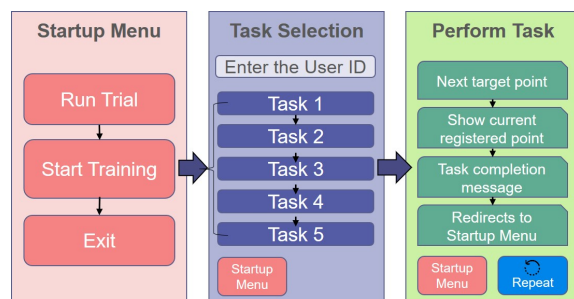 Startup Menu
Run Trial
Start Training
Exit
Task Selection
Enter the User ID
Task 1
Task 2
Task 3
Task 4
Task 5
Startup
Menu
Perform Task
Next target point
Show current
registered point
Task completion
message
Redirects to
Startup Menu
Startup
Menu
Repeat